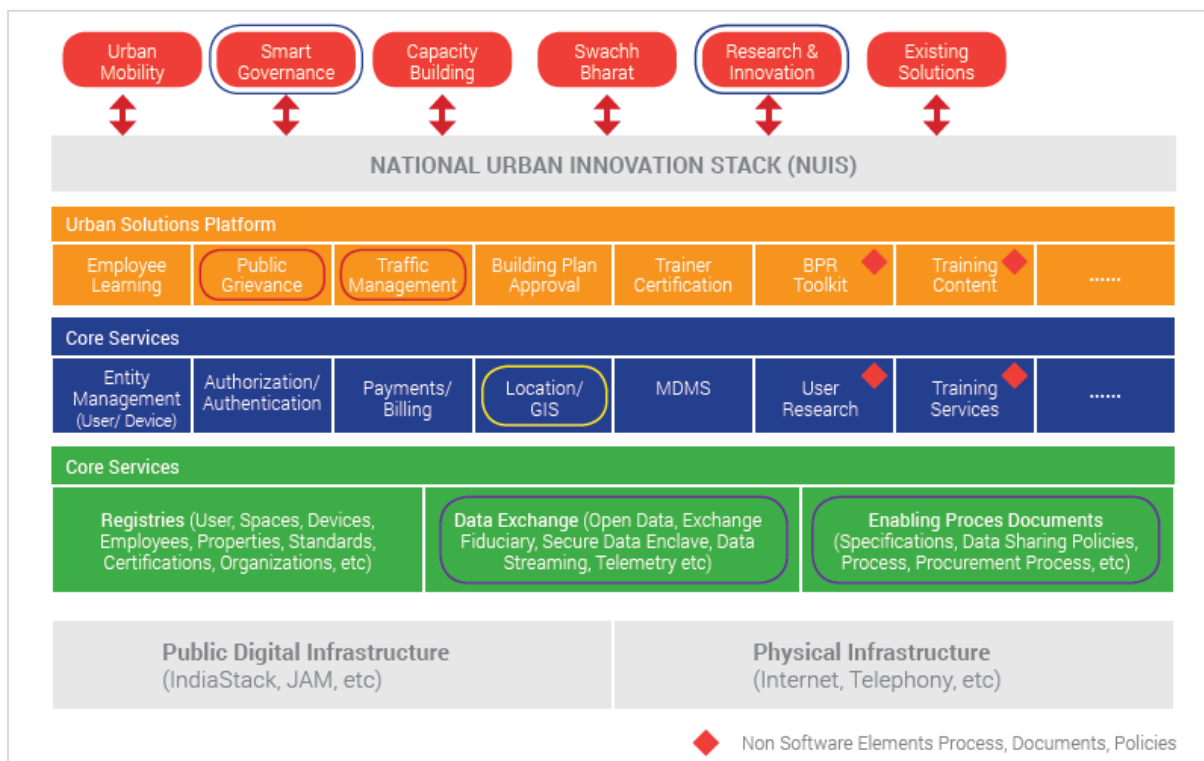 Urban
Mobility
Smart
Governance
Capacity
Building
Swachh
Bharat
Research &
Innovation
Existing
Solutions
NATIONAL URBAN INNOVATION STACK (NUIS)
Urban Solutions Platform
Employee
Learning
Public
Grievance
Traffic
Management
Building Plan
Approval
Trainer
Certification
BPR
Toolkit
Training
Content
......
Core Services
Entity
Management
(User/ Device)
Authorization/
Authentication
Payments/
Billing
Location/
GIS
MDMS
User
Research
Training
Services
......
Core Services
Registries (User, Spaces, Devices,
Employees, Properties, Standards,
Certifications, Organizations, etc)
Data Exchange (Open Data, Exchange
Fiduciary, Secure Data Enclave, Data
Streaming, Telemetry etc)
Enabling Proces Documents
(Specifications, Data Sharing Policies,
Process, Procurement Process, etc)
Public Digital Infrastructure
(IndiaStack, JAM, etc)
Physical Infrastructure
(Internet, Telephony, etc)
Non Software Elements Process, Documents, Policies